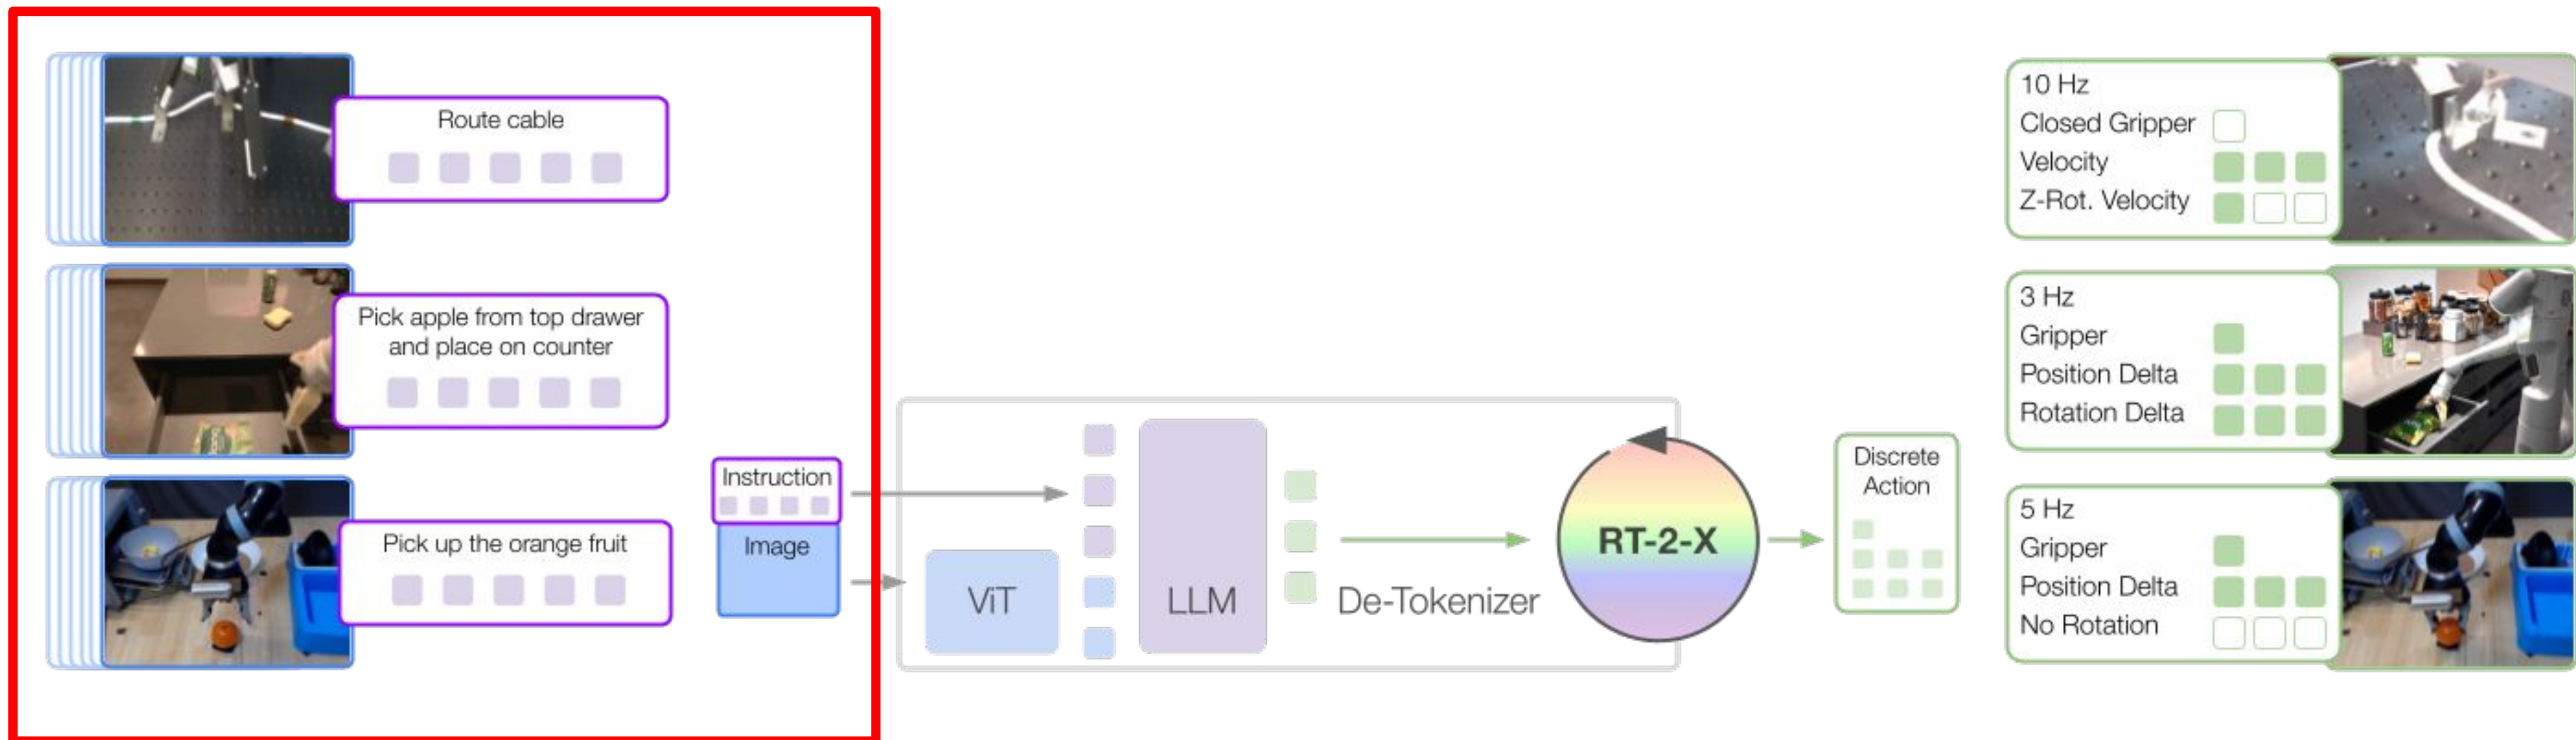 Route cable
Pick apple from top drawer
and place on counter
Pick up the orange fruit
Instruction
Image
ViT
LLM
De-Tokenizer
RT-2-X
Discrete
Action
10 Hz
Closed Gripper
Velocity
Z-Rot. Velocity
3 Hz
Gripper
Position Delta
Rotation Delta
5 Hz
Gripper
Position Delta
No Rotation